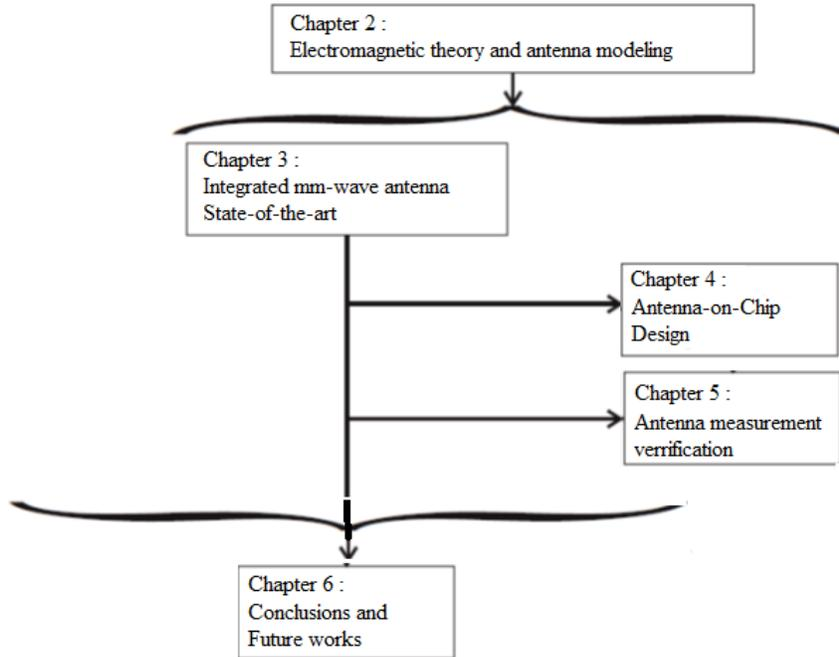 Chapter 2 :
Electromagnetic theory and antenna modeling
Chapter 3 :
Integrated mm-wave antenna
State-of-the-art
Chapter 4 :
Antenna-on-Chip
Design
Chapter 5 :
Antenna measurement
verrification
Chapter 6 :
Conclusions and
Future works